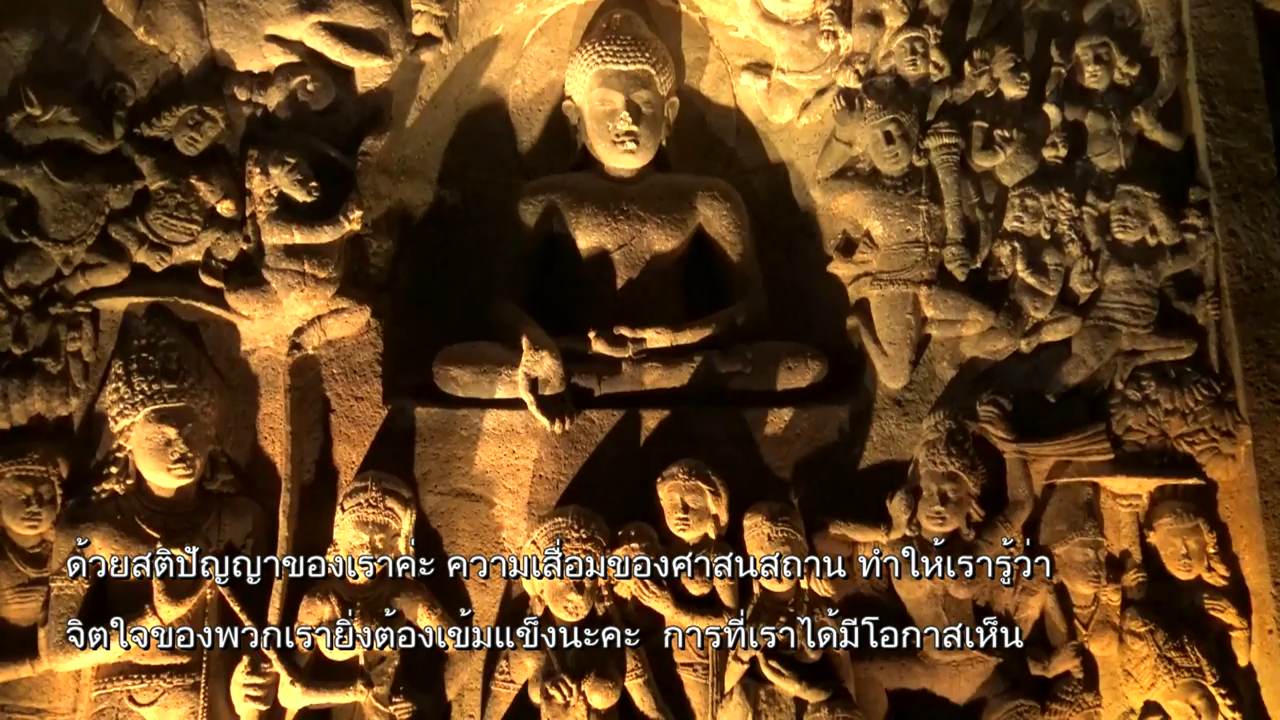 ด้วยสติปัญญาของเราค่ะ ความเสื่อมของศาสนสถาน ทำให้เรารู้ว่า
จิตใจของพวกเรายิ่งต้องเข้มแข็งนะคะ  การที่เราได้มีโอกาสเห็น